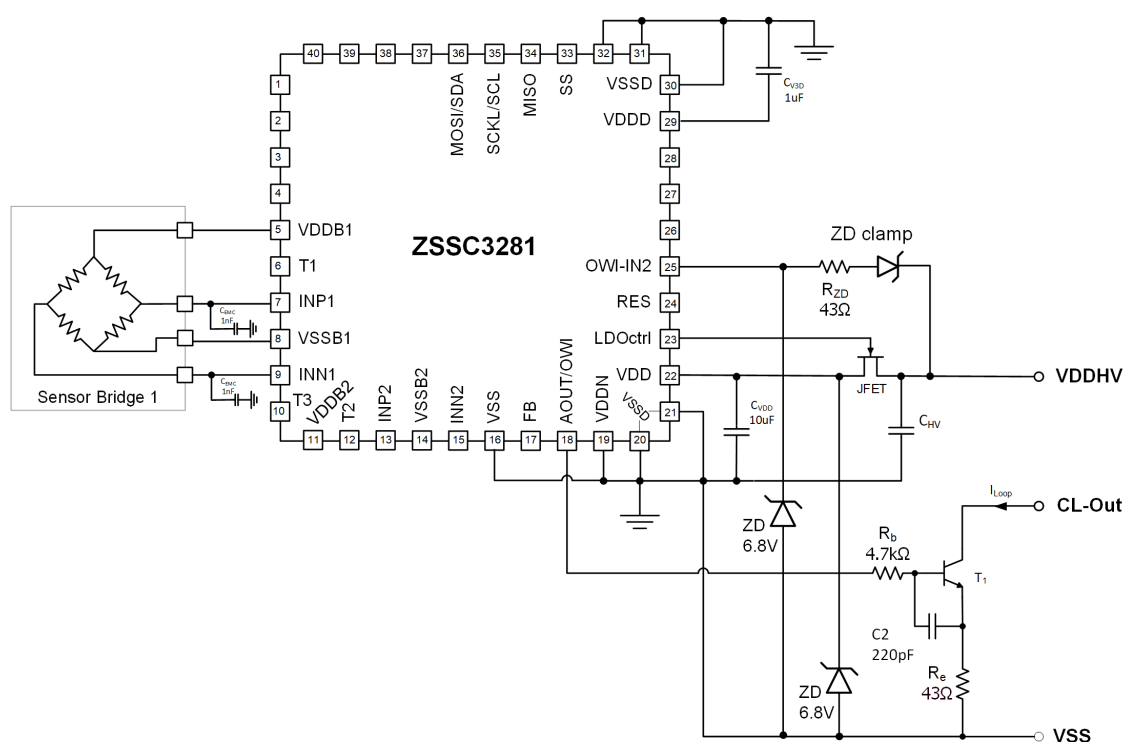 40 39 38 37 36 35 34 33 32 31
MOSI/SDA
SCKL/SCL
MISO
SS
1
2
3
4
5 VDDB1
6 T1
7 INP1
8 VSSB1
9 INN1
10 T3
VSSD 30
VDDD 29
28
27
26
OWI-IN2 25
RES 24
LDOctrl 23
VDD 22
21
ZSSC3281
C_V3D
1uF
Sensor Bridge 1
C_EMC
1nF
C_EMC
1nF
VDDB2
T2
INP2
VSSB2
INN2
VSS
FB
AOUT/OWI
VDDN
VSSD
11 12 13 14 15 16 17 18 19 20
ZD clamp
R_ZD
43Ω
JFET
VDDHV
C_VDD
10uF
C_HV
I_Loop
CL-Out
ZD
6.8V
R_b
4.7kΩ
T_1
C2
220pF
R_e
43Ω
ZD
6.8V
VSS